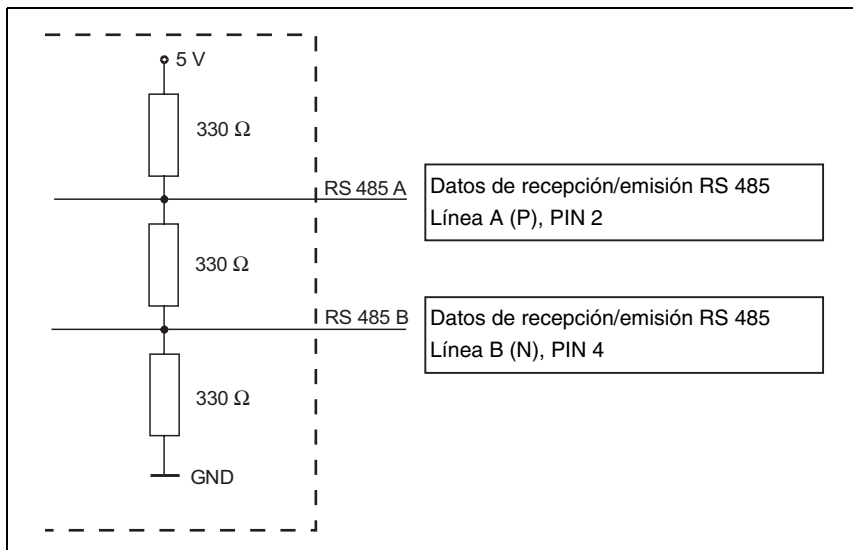 5 V
330 Ω
RS 485 A
Datos de recepción/emisión RS 485
Línea A (P), PIN 2
330 Ω
RS 485 B
Datos de recepción/emisión RS 485
Línea B (N), PIN 4
330 Ω
GND